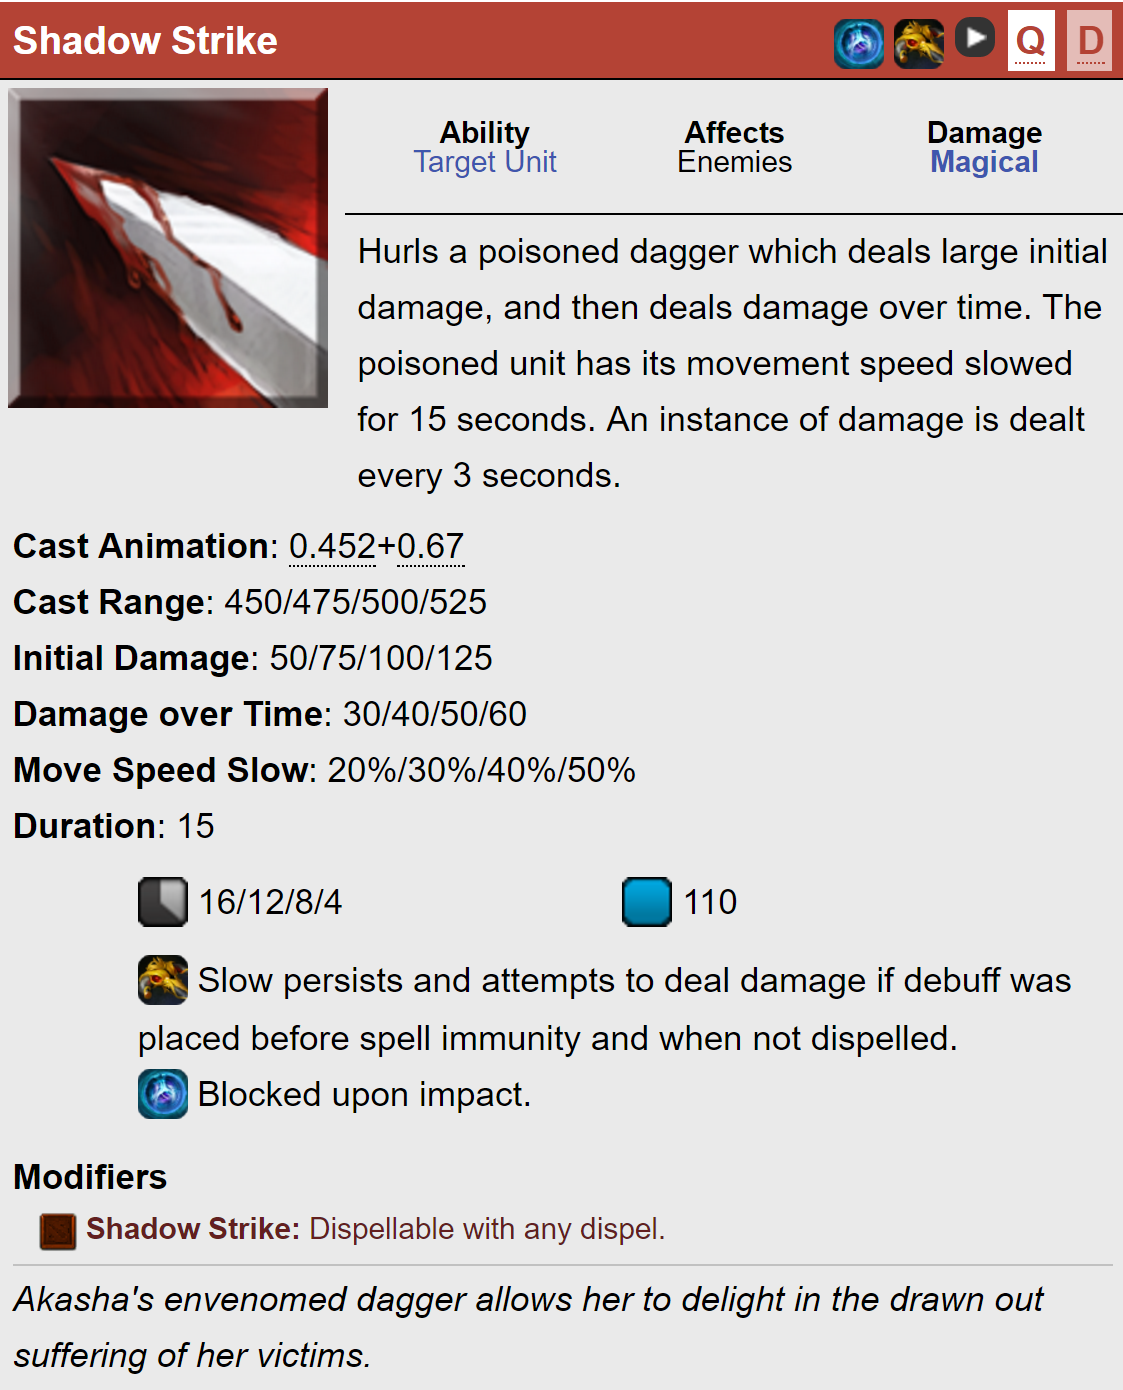 Shadow Strike
Q D
Ability Affects Damage
Target Unit Enemies Magical
Hurls a poisoned dagger which deals large initial
damage, and then deals damage over time. The
poisoned unit has its movement speed slowed
for 15 seconds. An instance of damage is dealt
every 3 seconds.
Cast Animation: 0.452+0.67
Cast Range: 450/475/500/525
Initial Damage: 50/75/100/125
Damage over Time: 30/40/50/60
Move Speed Slow: 20%/30%/40%/50%
Duration: 15
16/12/8/4 110
Slow persists and attempts to deal damage if debuff was
placed before spell immunity and when not dispelled.
Blocked upon impact.
Modifiers
Shadow Strike: Dispellable with any dispel.
Akasha's envenomed dagger allows her to delight in the drawn out
suffering of her victims.